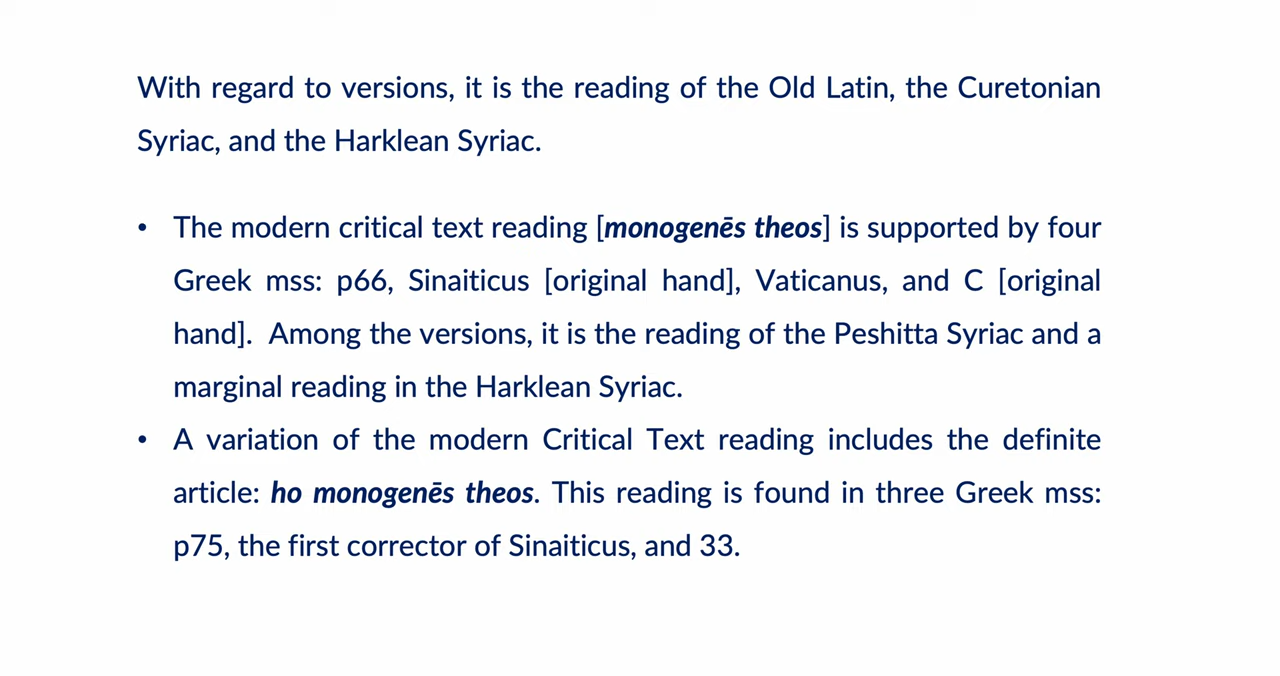 With regard to versions, it is the reading of the Old Latin, the Curetonian
Syriac, and the Harklean Syriac.
• The modern critical text reading [monogenēs theos] is supported by four
Greek mss: p66, Sinaiticus [original hand], Vaticanus, and C [original
hand]. Among the versions, it is the reading of the Peshitta Syriac and a
marginal reading in the Harklean Syriac.
• A variation of the modern Critical Text reading includes the definite
article: ho monogenēs theos. This reading is found in three Greek mss:
p75, the first corrector of Sinaiticus, and 33.